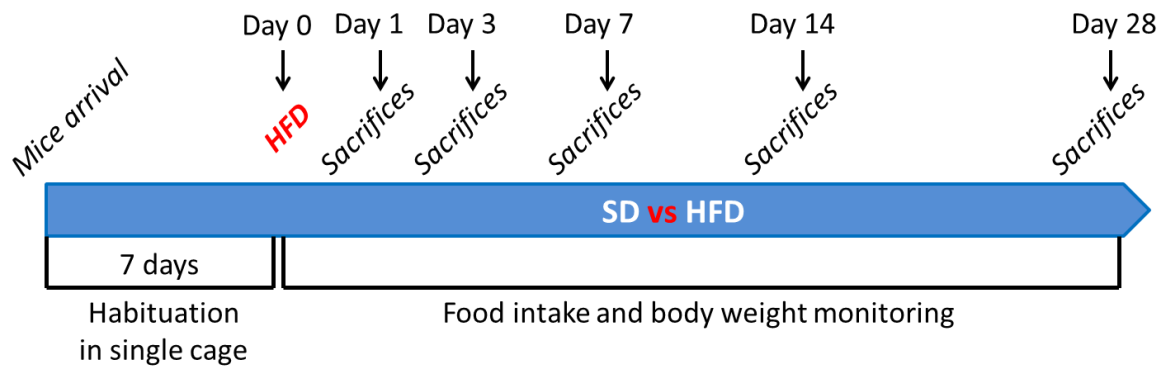 Day 0 Day 1 Day 3 Day 7 Day 14 Day 28
Mice arrival HFD Sacrifices Sacrifices Sacrifices Sacrifices Sacrifices
SD vs HFD
7 days
Habituation
in single cage
Food intake and body weight monitoring